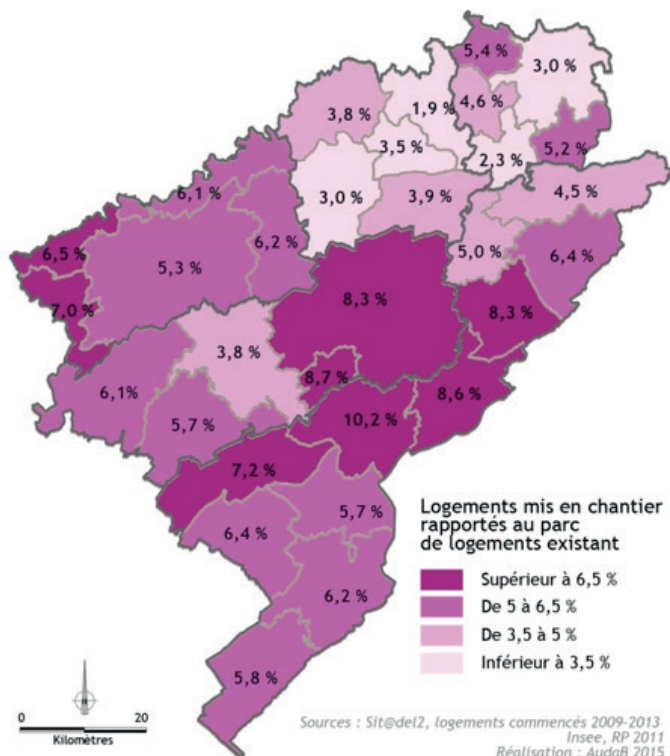 5,4 %
3,0 %
1,9 %
4,6 %
3,8 %
3,5 %
2,3 %
5,2 %
3,0 %
3,9 %
4,5 %
6,1 %
6,2 %
5,0 %
6,4 %
6,5 %
5,3 %
7,0 %
8,3 %
8,3 %
3,8 %
8,7 %
8,6 %
6,1%
5,7 %
10,2 %
7,2 %
5,7 %
6,4 %
6,2 %
5,8 %
Logements mis en chantier
rapportés au parc
de logements existant
Supérieur à 6,5 %
De 5 à 6,5 %
De 3,5 à 5 %
Inférieur à 3,5 %
N
0 20
Kilomètres
Sources : Sit@del2, logements commencés 2009-2013
Insee, RP 2011
Réalisation : AudaB 2015